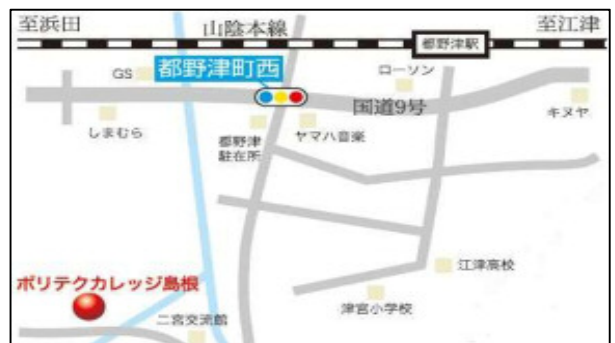 至浜田
山陰本線
都野津駅
至江津
GS
都野津町西
ローソン
国道9号
キヌヤ
しまむら
都野津
駐在所
ヤマハ音楽
江津高校
ポリテクカレッジ島根
津宮小学校
二宮交流館